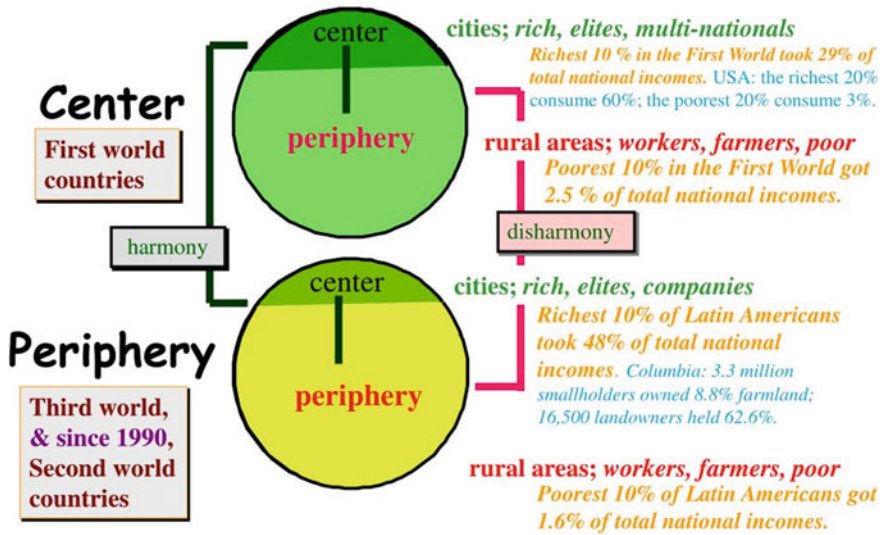 center
periphery
Center
First world
countries
cities; rich, elites, multi-nationals
Richest 10 % in the First World took 29% of
total national incomes. USA: the richest 20%
consume 60%; the poorest 20% consume 3%.
rural areas; workers, farmers, poor
Poorest 10% in the First World got
2.5 % of total national incomes.
harmony
disharmony
center
periphery
Periphery
Third world,
& since 1990,
Second world
countries
cities; rich, elites, companies
Richest 10% of Latin Americans
took 48% of total national
incomes. Columbia: 3.3 million
smallholders owned 8.8% farmland;
16,500 landowners held 62.6%.
rural areas; workers, farmers, poor
Poorest 10% of Latin Americans got
1.6% of total national incomes.